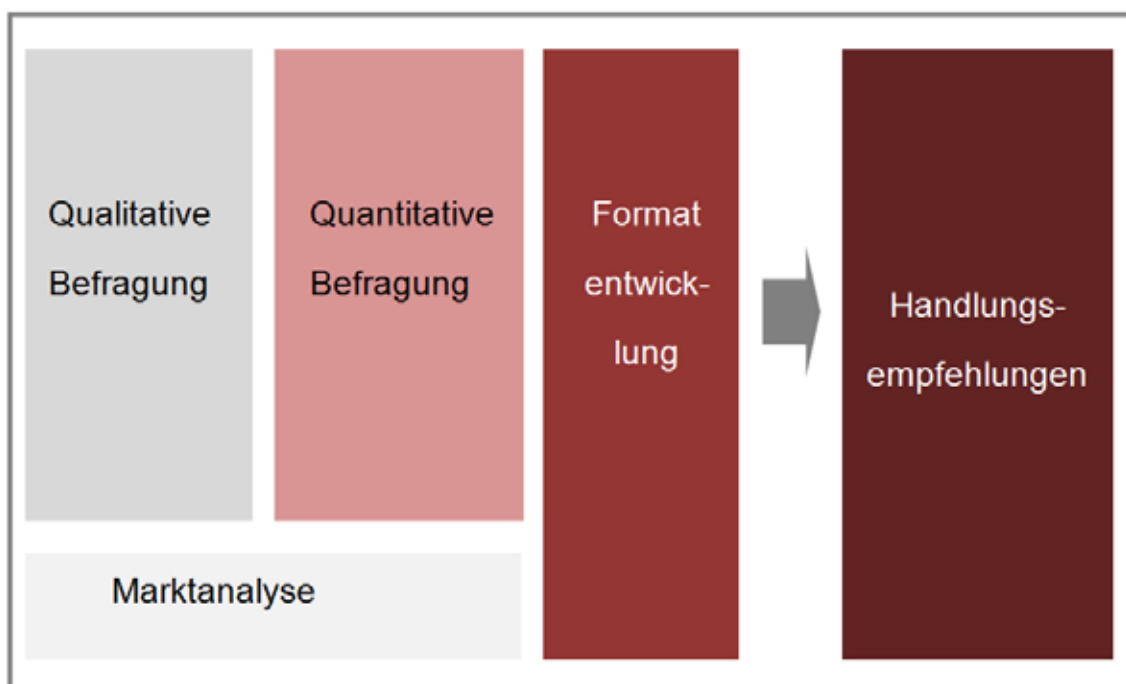 Qualitative
Befragung
Quantitative
Befragung
Format
entwick-
lung
Handlungs-
empfehlungen
Marktanalyse